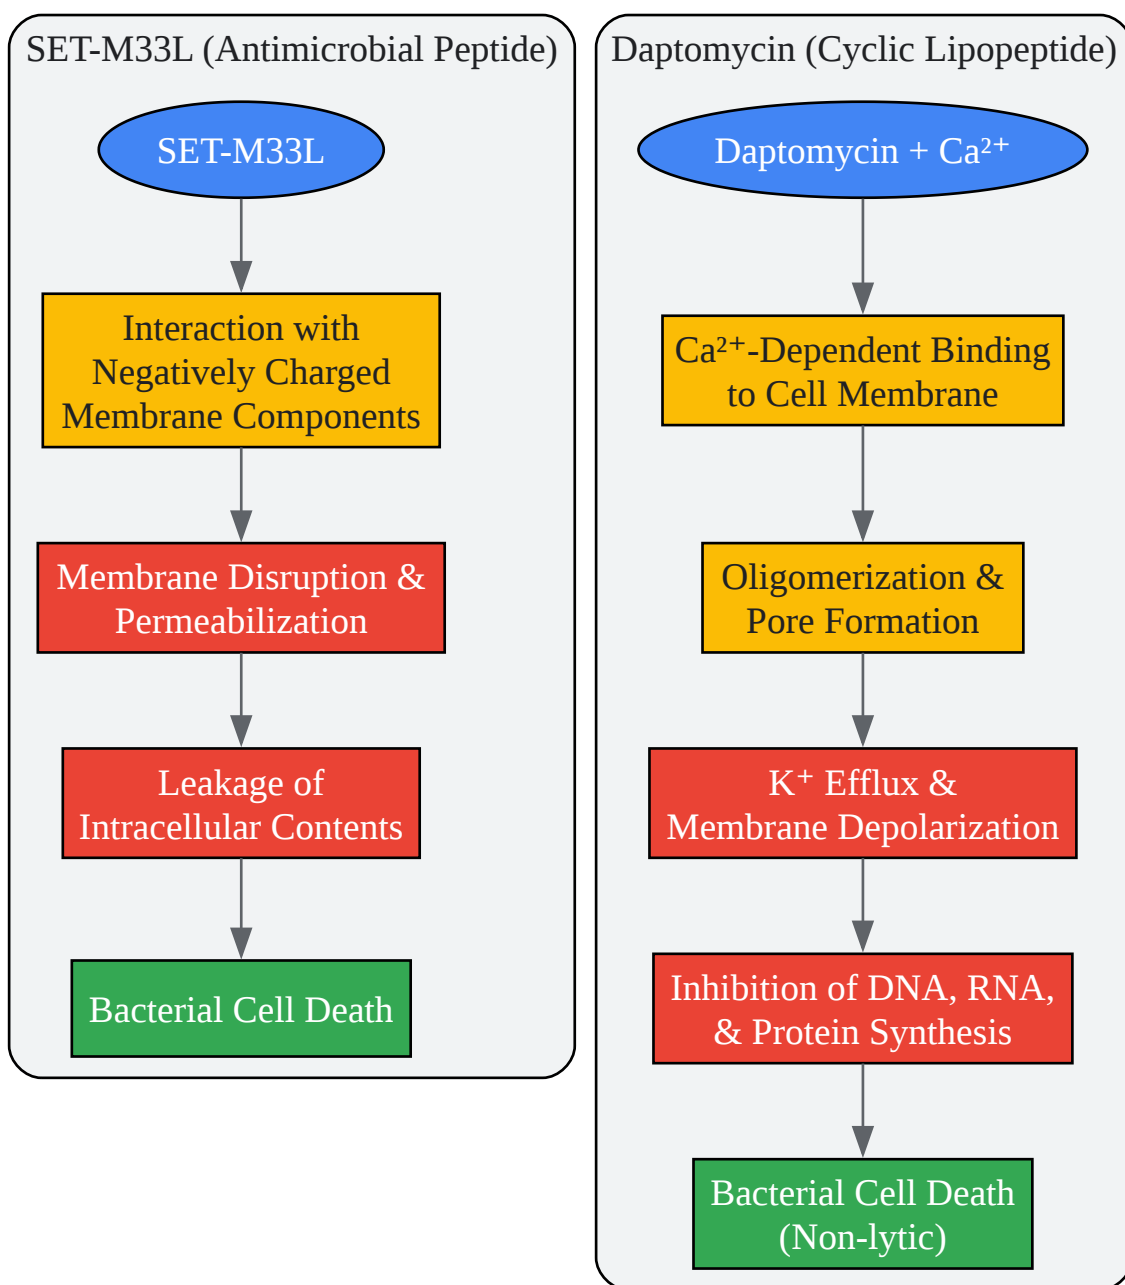 SET-M33L (Antimicrobial Peptide)
SET-M33L
Interaction with
Negatively Charged
Membrane Components
Membrane Disruption &
Permeabilization
Leakage of
Intracellular Contents
Bacterial Cell Death
Daptomycin (Cyclic Lipopeptide)
Daptomycin + Ca²⁺
Ca²⁺-Dependent Binding
to Cell Membrane
Oligomerization &
Pore Formation
K⁺ Efflux &
Membrane Depolarization
Inhibition of DNA, RNA,
& Protein Synthesis
Bacterial Cell Death
(Non-lytic)